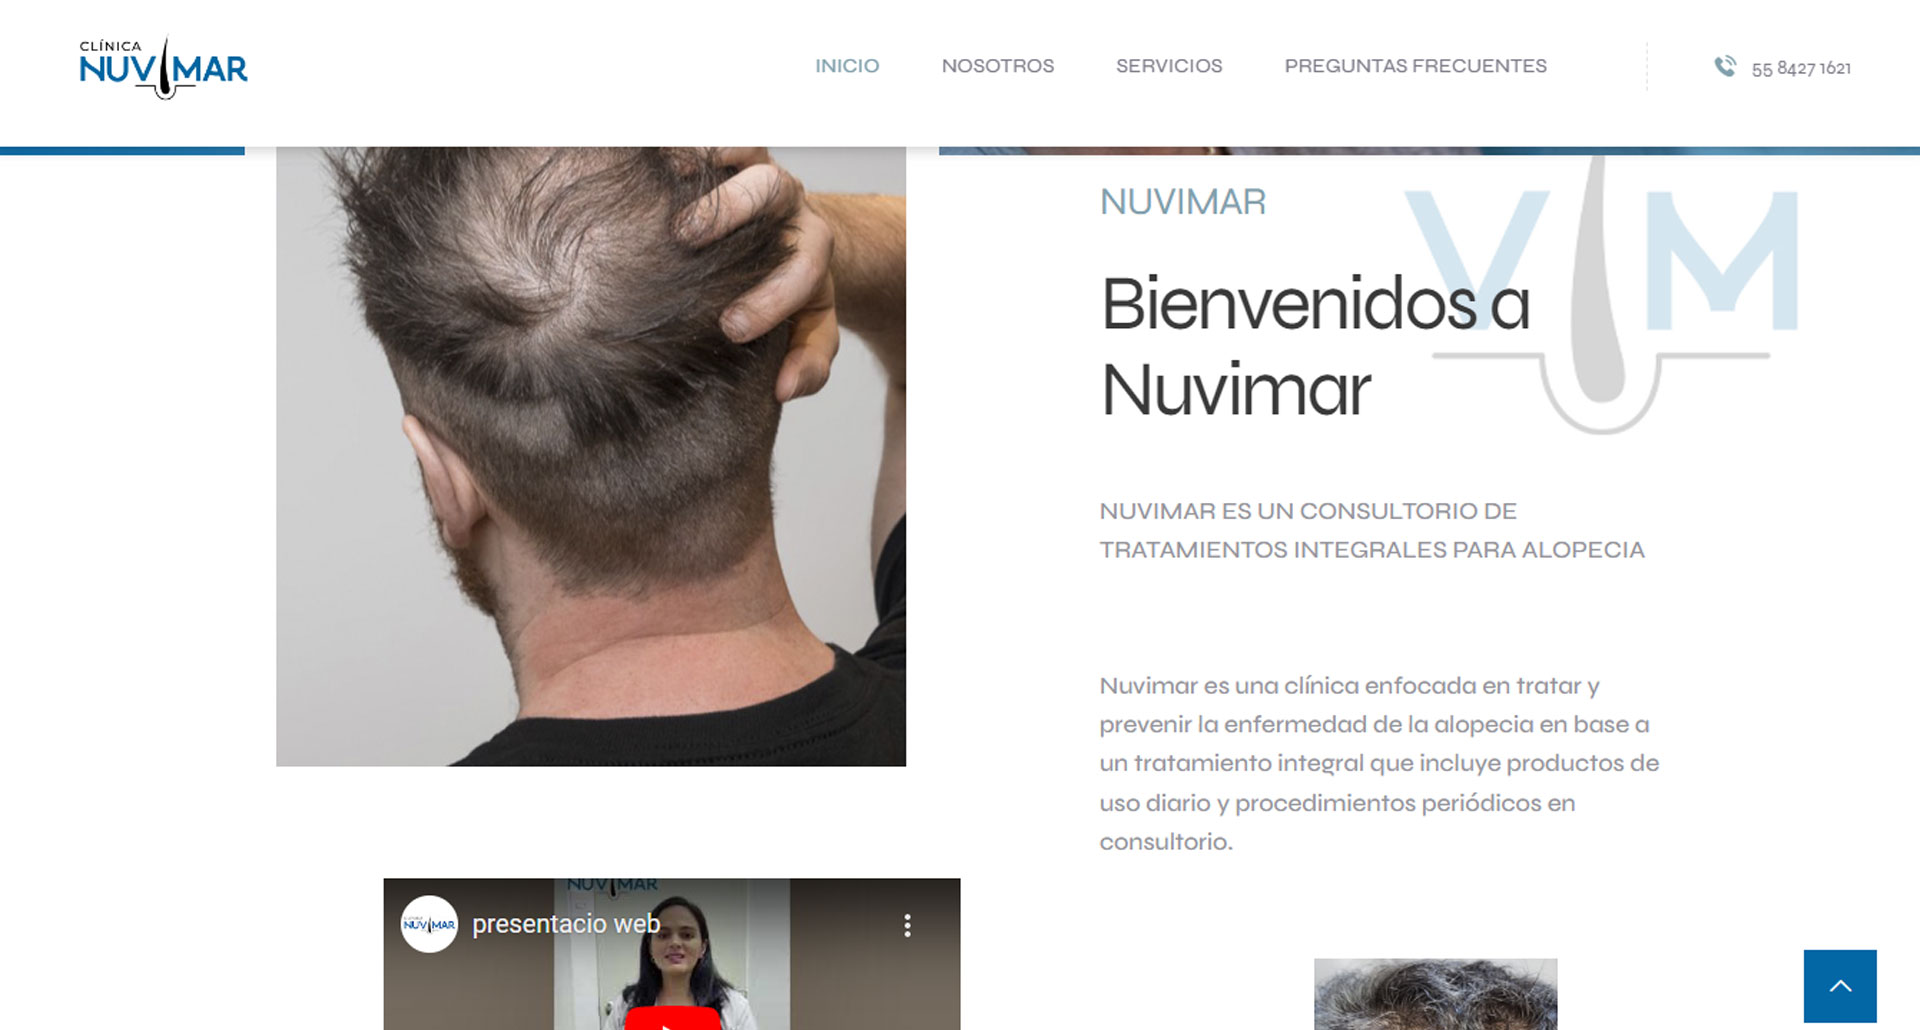 CLÍNICA
NUVIMAR
INICIO
NOSOTROS
SERVICIOS
PREGUNTAS FRECUENTES
55 8427 1621
NUVIMAR
V M
Bienvenidos a
Nuvimar
NUVIMAR ES UN CONSULTORIO DE
TRATAMIENTOS INTEGRALES PARA ALOPECIA
Nuvimar es una clínica enfocada en tratar y
prevenir la enfermedad de la alopecia en base a
un tratamiento integral que incluye productos de
uso diario y procedimientos periódicos en
consultorio.
NUVIMAR
NUVIMAR
presentacio web